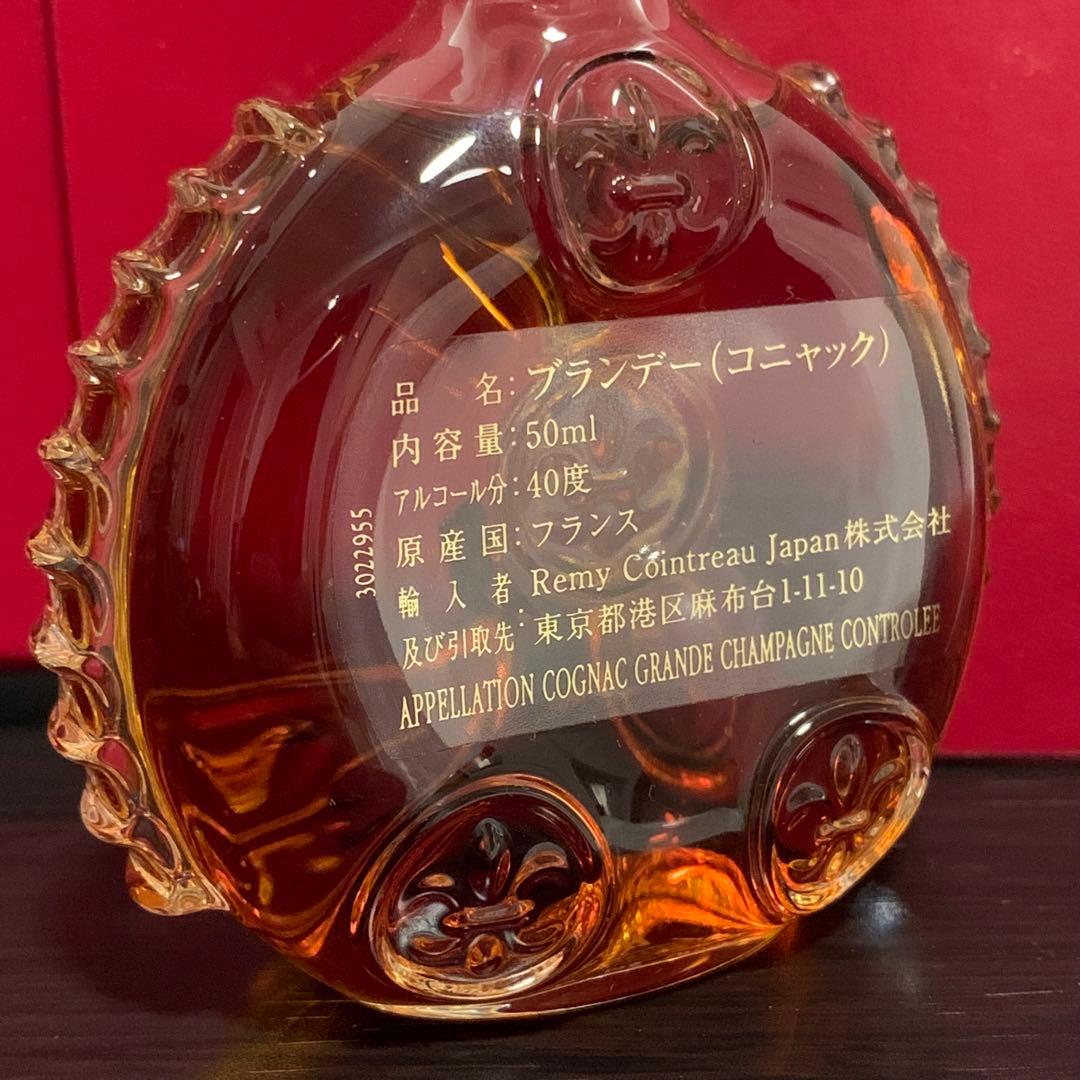 品 名：ブランデー(コニャック)
内容量：50ml
アルコール分：40度
原産国：フランス
輸入者 Remy Cointreau Japan株式会社
及び引取先：東京都港区麻布台1-11-10
APPELLATION COGNAC GRANDE CHAMPAGNE CONTROLEE
3022955